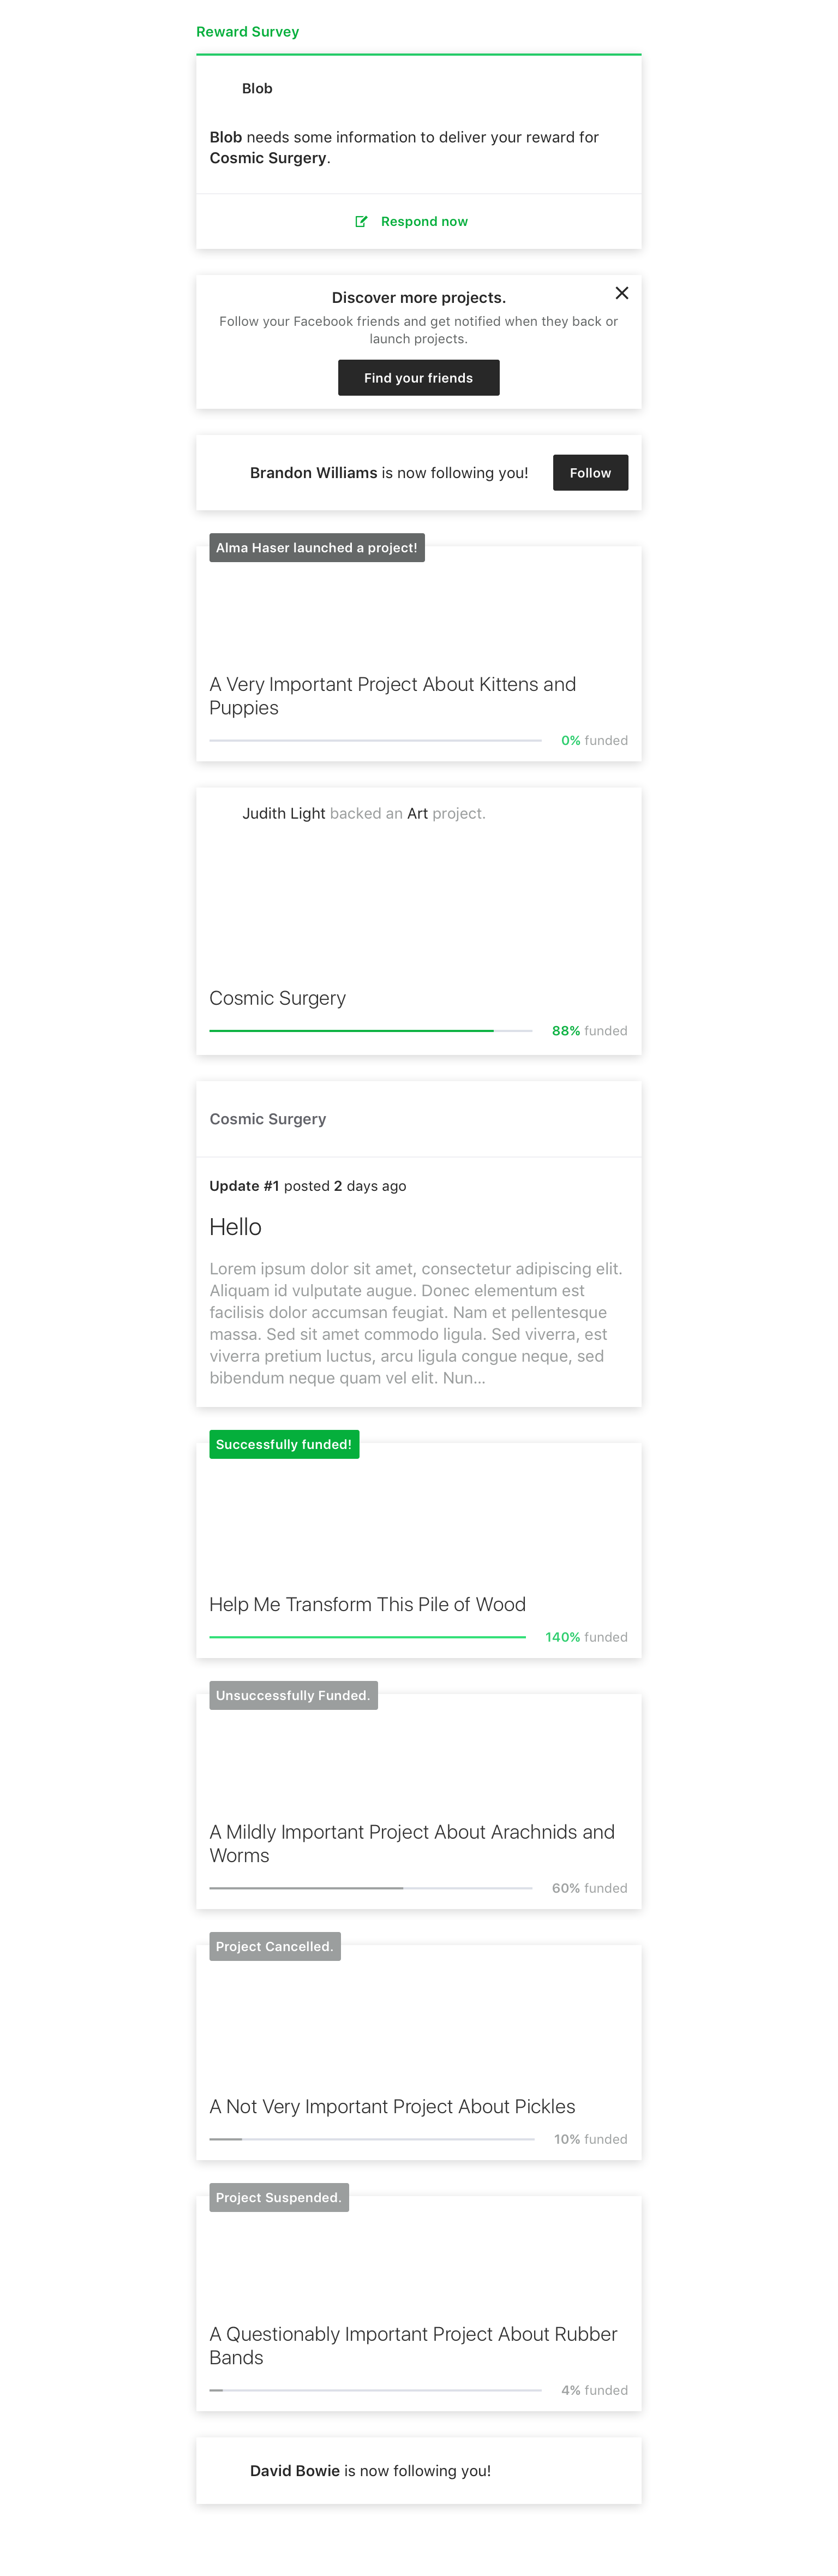 Reward Survey
Blob
Blob needs some information to deliver your reward for
Cosmic Surgery.
Respond now
Discover more projects.
Follow your Facebook friends and get notified when they back or
launch projects.
Find your friends
Brandon Williams is now following you!
Follow
Alma Haser launched a project!
A Very Important Project About Kittens and
Puppies
0% funded
Judith Light backed an Art project.
Cosmic Surgery
88% funded
Cosmic Surgery
Update #1 posted 2 days ago
Hello
Lorem ipsum dolor sit amet, consectetur adipiscing elit.
Aliquam id vulputate augue. Donec elementum est
facilisis dolor accumsan feugiat. Nam et pellentesque
massa. Sed sit amet commodo ligula. Sed viverra, est
viverra pretium luctus, arcu ligula congue neque, sed
bibendum neque quam vel elit. Nun...
Successfully funded!
Help Me Transform This Pile of Wood
140% funded
Unsuccessfully Funded.
A Mildly Important Project About Arachnids and
Worms
60% funded
Project Cancelled.
A Not Very Important Project About Pickles
10% funded
Project Suspended.
A Questionably Important Project About Rubber
Bands
4% funded
David Bowie is now following you!